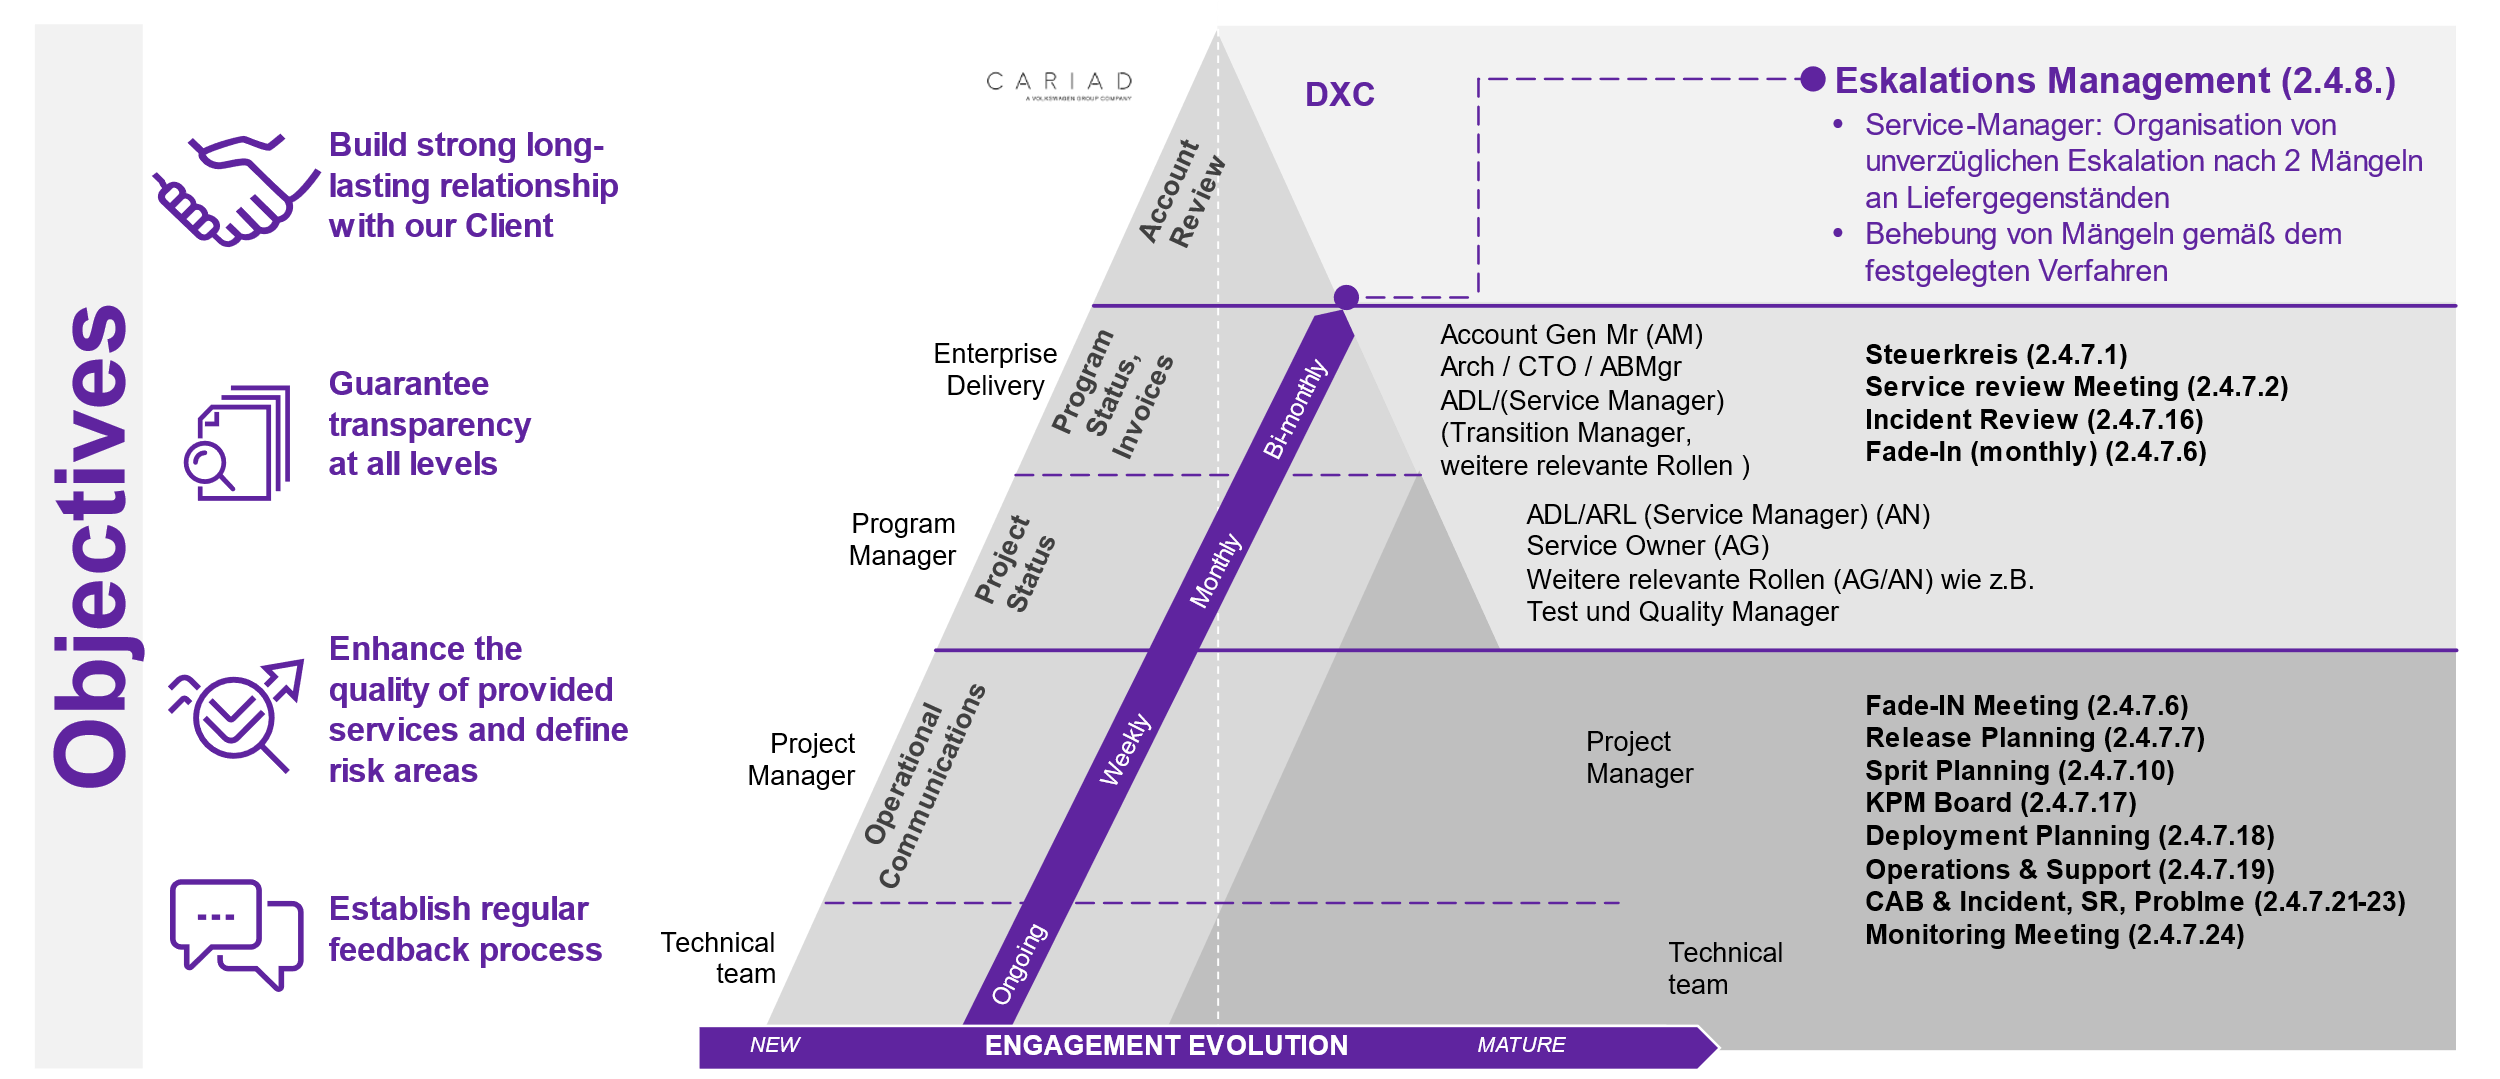 Objectives
Build strong long-
lasting relationship
with our Client
Guarantee
transparency
at all levels
Enhance the
quality of provided
services and define
risk areas
Establish regular
feedback process
CARIAD
A VOLKSWAGEN GROUP COMPANY
DXC
Account
Review
Program
Status,
Invoices
Project
Status
Operational
Communications
Enterprise
Delivery
Program
Manager
Project
Manager
Technical
team
Bi-monthly
Monthly
Weekly
Ongoing
Eskalations Management (2.4.8.)
• Service-Manager: Organisation von
unverzüglichen Eskalation nach 2 Mängeln
an Liefergegenständen
• Behebung von Mängeln gemäß dem
festgelegten Verfahren
Account Gen Mr (AM)
Arch / CTO / ABMgr
ADL/(Service Manager)
(Transition Manager,
weitere relevante Rollen )
Steuerkreis (2.4.7.1)
Service review Meeting (2.4.7.2)
Incident Review (2.4.7.16)
Fade-In (monthly) (2.4.7.6)
ADL/ARL (Service Manager) (AN)
Service Owner (AG)
Weitere relevante Rollen (AG/AN) wie z.B.
Test und Quality Manager
Project
Manager
Technical
team
Fade-IN Meeting (2.4.7.6)
Release Planning (2.4.7.7)
Sprit Planning (2.4.7.10)
KPM Board (2.4.7.17)
Deployment Planning (2.4.7.18)
Operations & Support (2.4.7.19)
CAB & Incident, SR, Problme (2.4.7.21-23)
Monitoring Meeting (2.4.7.24)
NEW
ENGAGEMENT EVOLUTION
MATURE